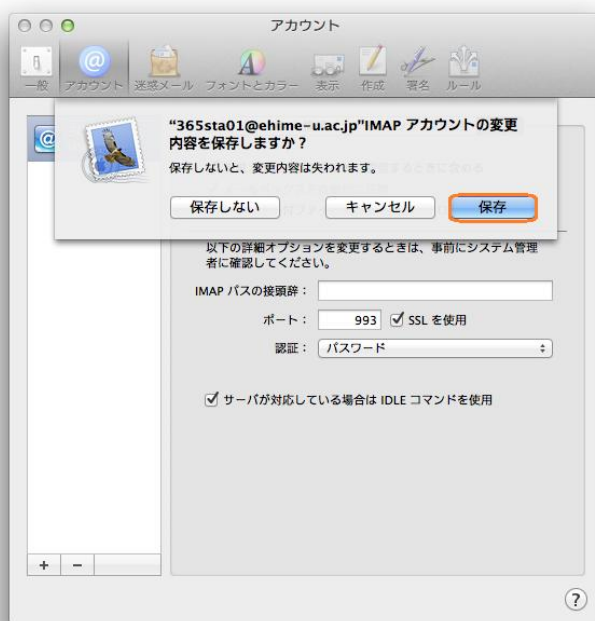 アカウント
一般 アカウント 迷惑メール フォントとカラー 表示 作成 署名 ルール
“365sta01@ehime-u.ac.jp”IMAP アカウントの変更
内容を保存しますか？
保存しないと、変更内容は失われます。
保存しない キャンセル 保存
以下の詳細オプションを変更するときは、事前にシステム管理
者に確認してください。
IMAP パスの接頭辞：
ポート： 993 SSL を使用
認証： パスワード
サーバが対応している場合は IDLE コマンドを使用
+ −
?